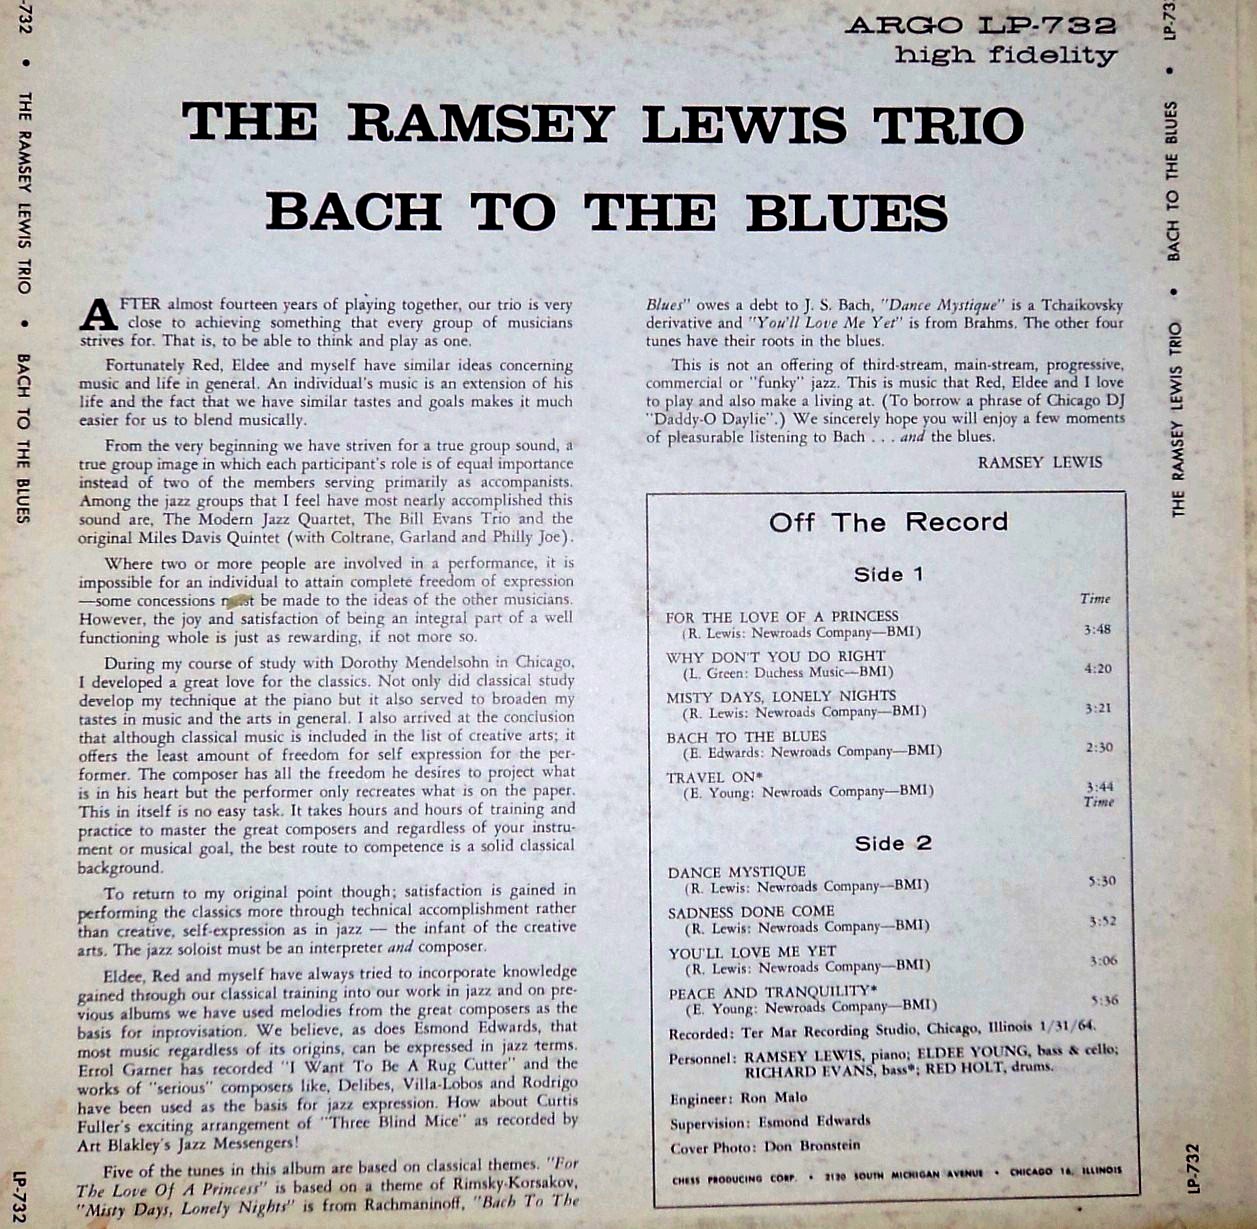 ARGO LP-732
high fidelity
THE RAMSEY LEWIS TRIO
BACH TO THE BLUES
AFTER almost fourteen years of playing together, our trio is very
close to achieving something that every group of musicians
strives for. That is, to be able to think and play as one.
Fortunately Red, Eldee and myself have similar ideas concerning
music and life in general. An individual's music is an extension of his
life and the fact that we have similar tastes and goals makes it much
easier for us to blend musically.
From the very beginning we have striven for a true group sound, a
true group image in which each participant's role is of equal importance
instead of two of the members serving primarily as accompanists.
Among the jazz groups that I feel have most nearly accomplished this
sound are, The Modern Jazz Quartet, The Bill Evans Trio and the
original Miles Davis Quintet (with Coltrane, Garland and Philly Joe).
Where two or more people are involved in a performance, it is
impossible for an individual to attain complete freedom of expression
—some concessions must be made to the ideas of the other musicians.
However, the joy and satisfaction of being an integral part of a well
functioning whole is just as rewarding, if not more so.
During my course of study with Dorothy Mendelsohn in Chicago,
I developed a great love for the classics. Not only did classical study
develop my technique at the piano but it also served to broaden my
tastes in music and the arts in general. I also arrived at the conclusion
that although classical music is included in the list of creative arts; it
offers the least amount of freedom for self expression for the per-
former. The composer has all the freedom he desires to project what
is in his heart but the performer only recreates what is on the paper.
This in itself is no easy task. It takes hours and hours of training and
practice to master the great composers and regardless of your instru-
ment or musical goal, the best route to competence is a solid classical
background.
To return to my original point though; satisfaction is gained in
performing the classics more through technical accomplishment rather
than creative, self-expression as in jazz — the infant of the creative
arts. The jazz soloist must be an interpreter and composer.
Eldee, Red and myself have always tried to incorporate knowledge
gained through our classical training into our work in jazz and on pre-
vious albums we have used melodies from the great composers as the
basis for inprovisation. We believe, as does Esmond Edwards, that
most music regardless of its origins, can be expressed in jazz terms.
Errol Garner has recorded "I Want To Be A Rug Cutter" and the
works of "serious" composers like, Delibes, Villa-Lobos and Rodrigo
have been used as the basis for jazz expression. How about Curtis
Fuller's exciting arrangement of "Three Blind Mice" as recorded by
Art Blakley's Jazz Messengers!
Five of the tunes in this album are based on classical themes. "For
The Love Of A Princess" is based on a theme of Rimsky-Korsakov,
"Misty Days, Lonely Nights" is from Rachmaninoff, "Bach To The
Blues" owes a debt to J. S. Bach, "Dance Mystique" is a Tchaikovsky
derivative and "You'll Love Me Yet" is from Brahms. The other four
tunes have their roots in the blues.
This is not an offering of third-stream, main-stream, progressive,
commercial or "funky" jazz. This is music that Red, Eldee and I love
to play and also make a living at. (To borrow a phrase of Chicago DJ
"Daddy-O Daylie".) We sincerely hope you will enjoy a few moments
of pleasurable listening to Bach . . . and the blues.
RAMSEY LEWIS
Off The Record
Side 1
Time
FOR THE LOVE OF A PRINCESS
(R. Lewis: Newroads Company—BMI) 3:48
WHY DON'T YOU DO RIGHT
(L. Green: Duchess Music—BMI) 4:20
MISTY DAYS, LONELY NIGHTS
(R. Lewis: Newroads Company—BMI) 3:21
BACH TO THE BLUES
(E. Edwards: Newroads Company—BMI) 2:30
TRAVEL ON*
(E. Young: Newroads Company—BMI) 3:44
Time
Side 2
DANCE MYSTIQUE
(R. Lewis: Newroads Company—BMI) 5:30
SADNESS DONE COME
(R. Lewis: Newroads Company—BMI) 3:52
YOU'LL LOVE ME YET
(R. Lewis: Newroads Company—BMI) 3:06
PEACE AND TRANQUILITY*
(E. Young: Newroads Company—BMI) 5:36
Recorded: Ter Mar Recording Studio, Chicago, Illinois 1/31/64.
Personnel: RAMSEY LEWIS, piano; ELDEE YOUNG, bass & cello;
RICHARD EVANS, bass*; RED HOLT, drums.
Engineer: Ron Malo
Supervision: Esmond Edwards
Cover Photo: Don Bronstein
CHESS PRODUCING CORP. • 2120 SOUTH MICHIGAN AVENUE • CHICAGO 16, ILLINOIS
-732 • THE RAMSEY LEWIS TRIO • BACH TO THE BLUES LP-732
LP-732 THE RAMSEY LEWIS TRIO • BACH TO THE BLUES • LP-73